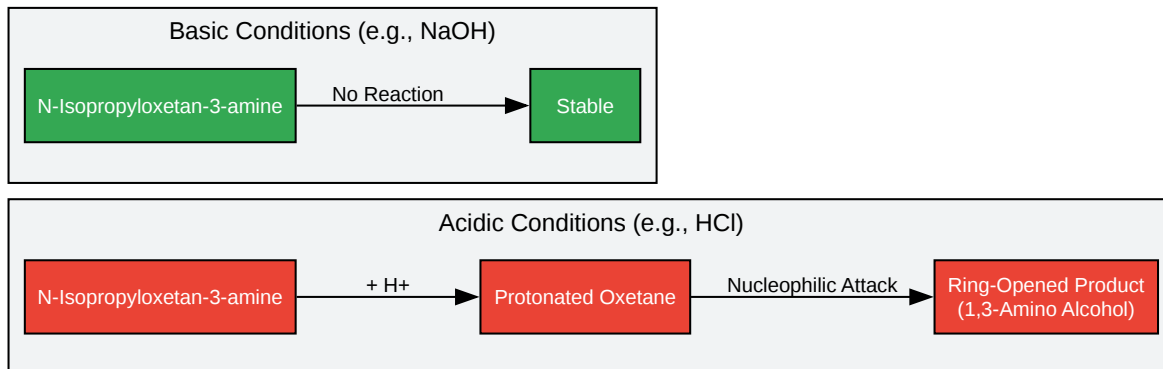 Basic Conditions (e.g., NaOH)
N-Isopropyloxetan-3-amine
No Reaction
Stable
Acidic Conditions (e.g., HCl)
N-Isopropyloxetan-3-amine
+ H+
Protonated Oxetane
Nucleophilic Attack
Ring-Opened Product
(1,3-Amino Alcohol)